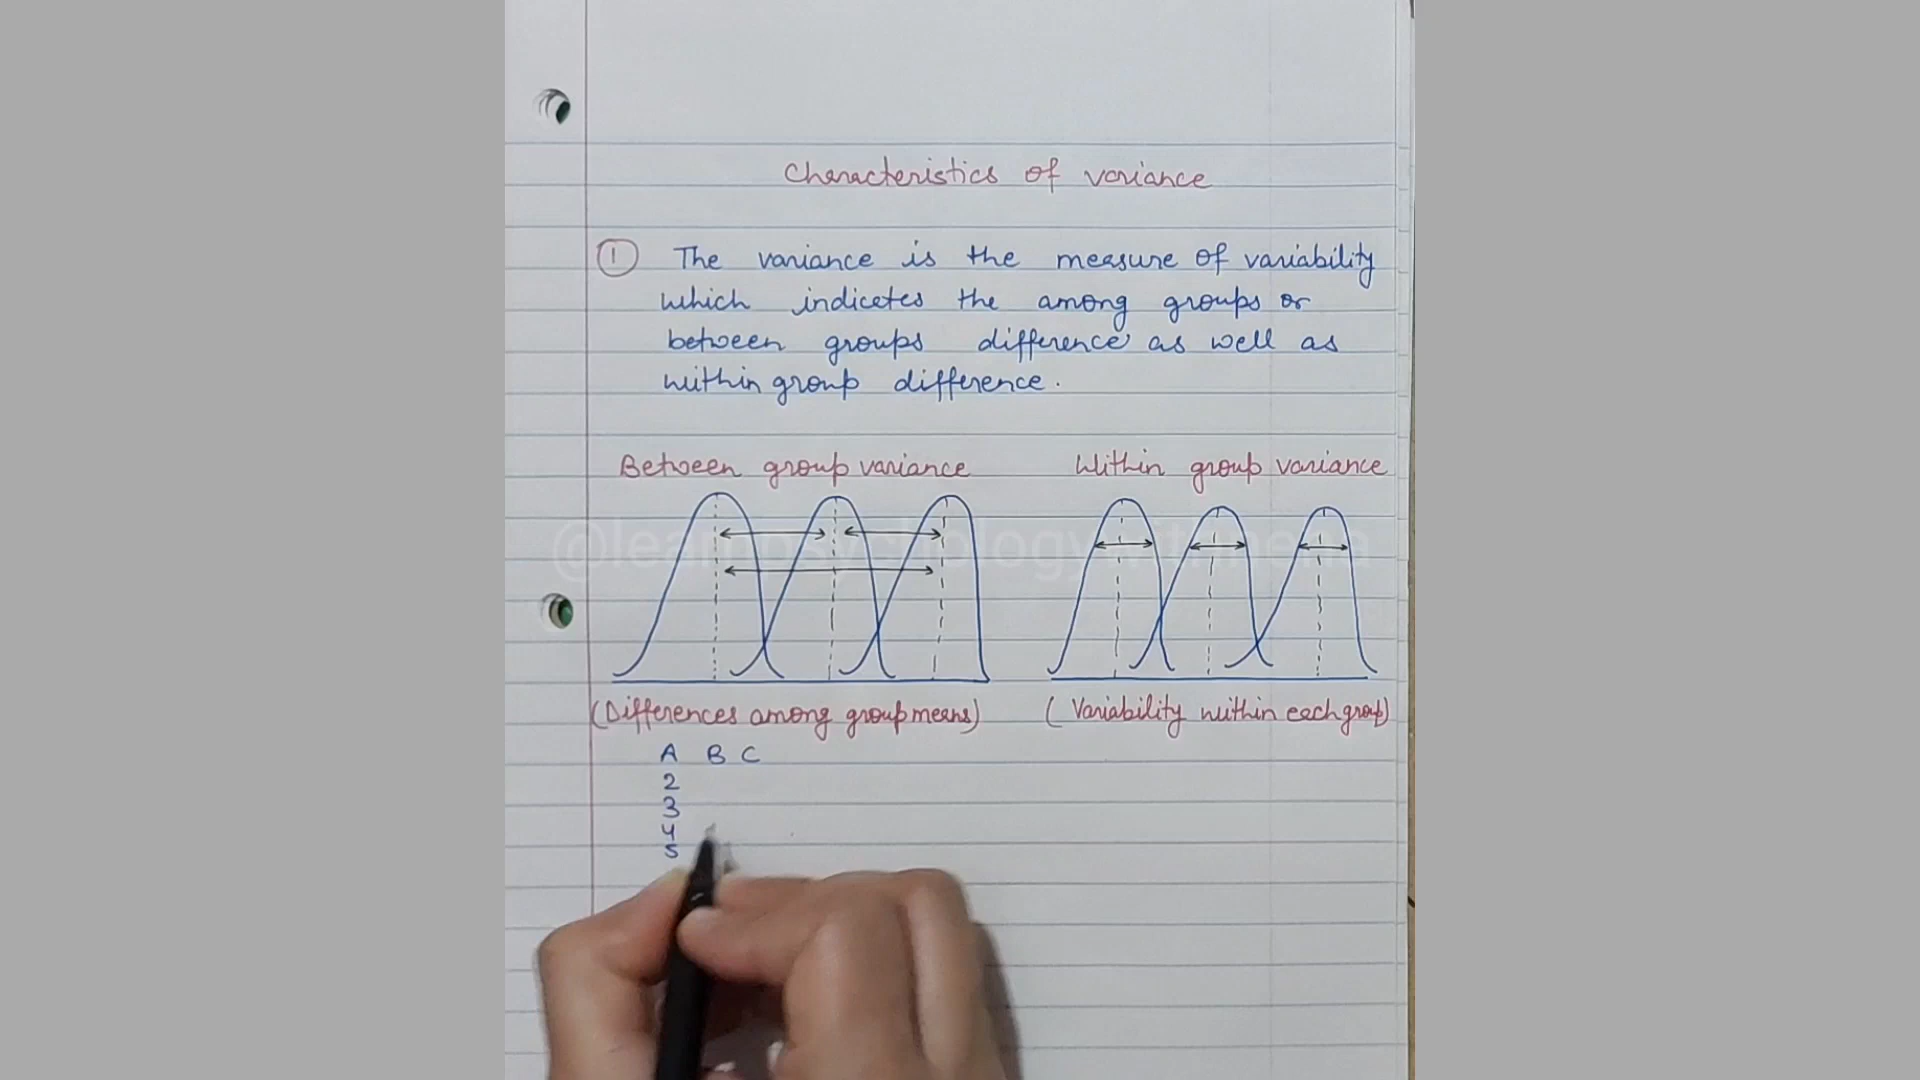 Characteristics of variance
1 The variance is the measure of variability
which indicetes the among groups or
between groups difference as well as
within group difference.
Between group variance Within group variance
(Differences among group means) (Variability within each group)
A B C
2
3
4
5